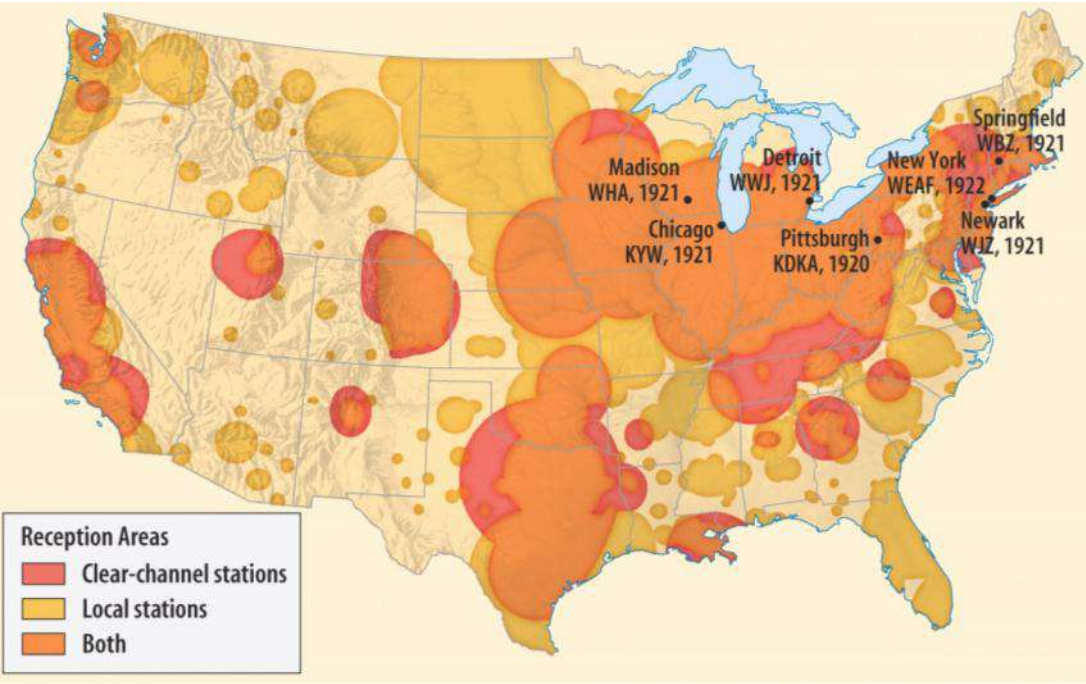 Springfield
WBZ, 1921
New York
WEAF, 1922
Detroit
WWJ, 1921
Madison
WHA, 1921
Newark
WJZ, 1921
Chicago
KYW, 1921
Pittsburgh
KDKA, 1920
Reception Areas
Clear-channel stations
Local stations
Both